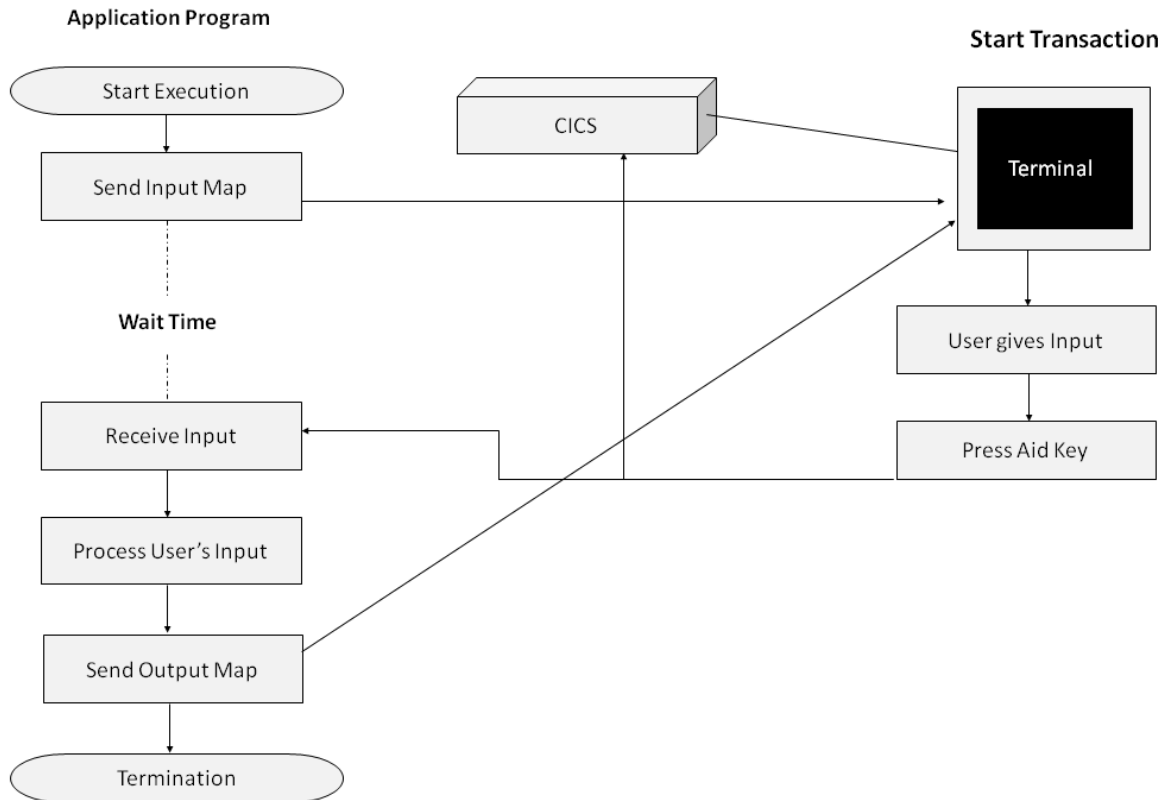 Application Program
Start Transaction
Start Execution
CICS
Send Input Map
Terminal
Wait Time
User gives Input
Receive Input
Press Aid Key
Process User’s Input
Send Output Map
Termination